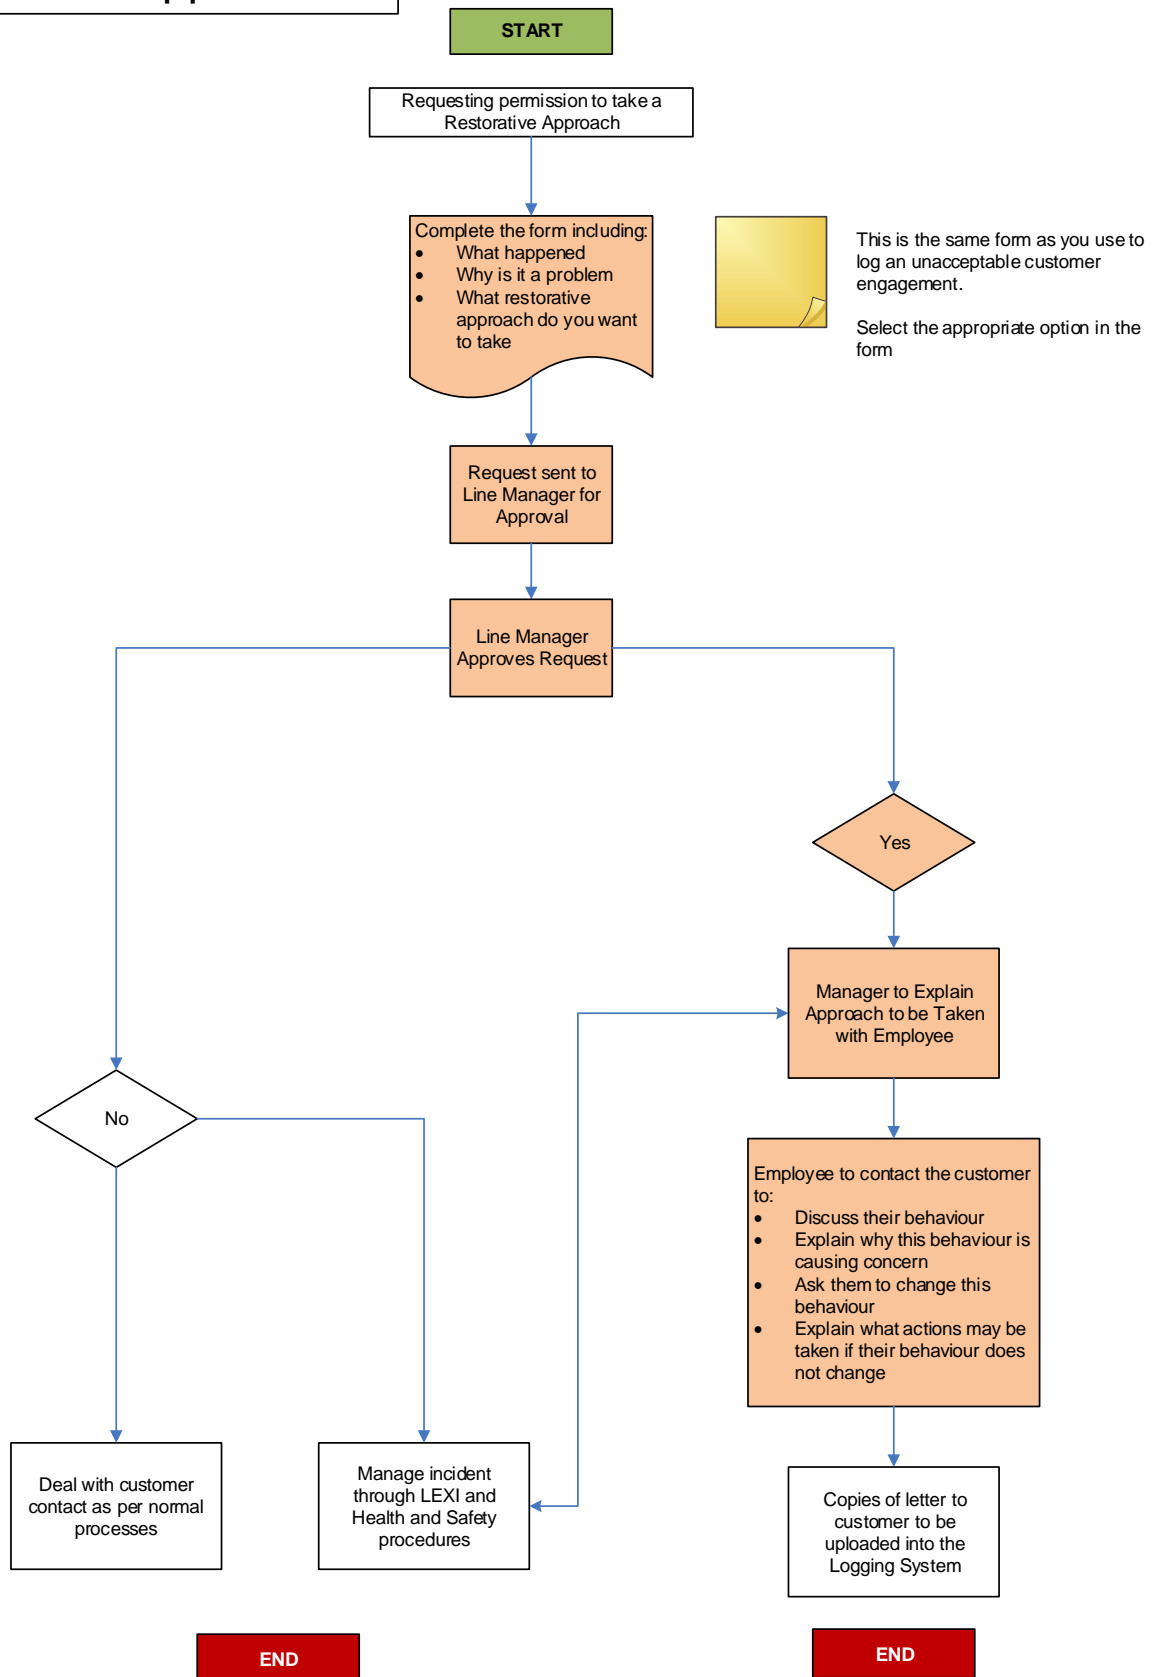 START
Requesting permission to take a
Restorative Approach
Complete the form including:
• What happened
• Why is it a problem
• What restorative
approach do you want
to take
This is the same form as you use to
log an unacceptable customer
engagement.
Select the appropriate option in the
form
Request sent to
Line Manager for
Approval
Line Manager
Approves Request
Yes
Manager to Explain
Approach to be Taken
with Employee
No
Employee to contact the customer
to:
• Discuss their behaviour
• Explain why this behaviour is
causing concern
• Ask them to change this
behaviour
• Explain what actions may be
taken if their behaviour does
not change
Deal with customer
contact as per normal
processes
Manage incident
through LEXI and
Health and Safety
procedures
Copies of letter to
customer to be
uploaded into the
Logging System
END
END